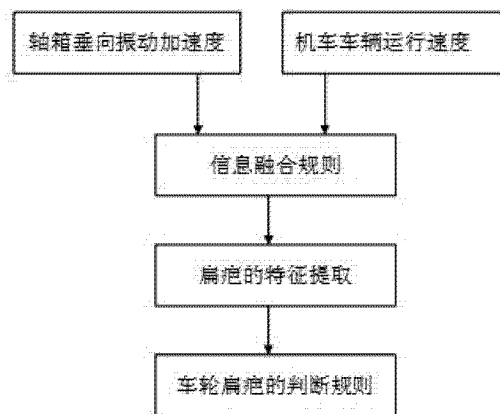 轴箱垂向振动加速度
机车车辆运行速度
信息融合规则
扁疤的特征提取
车轮扁疤的判断规则